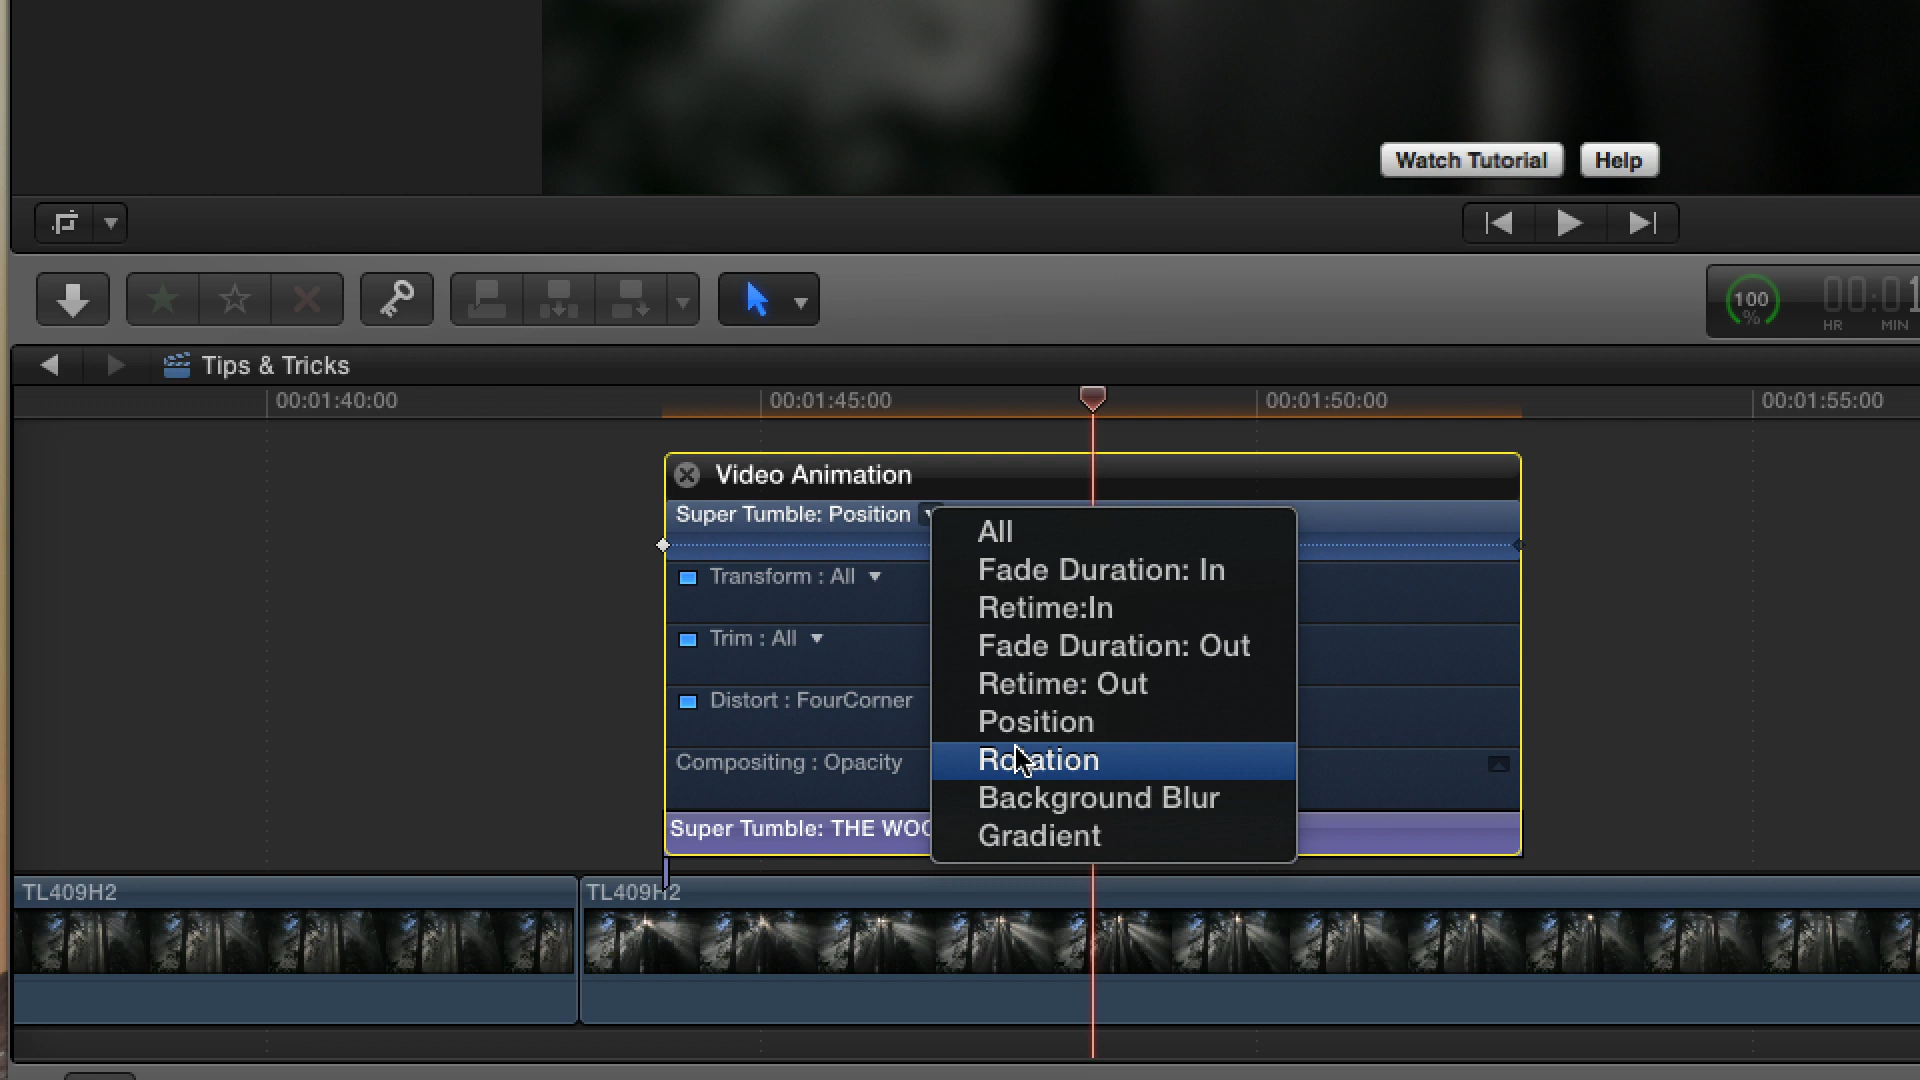 Watch Tutorial
Help
100
%
00:01
HR
MIN
Tips & Tricks
00:01:40:00
00:01:45:00
00:01:50:00
00:01:55:00
Video Animation
Super Tumble: Position
All
Fade Duration: In
Retime:In
Fade Duration: Out
Retime: Out
Position
Rotation
Background Blur
Gradient
Transform : All
Trim : All
Distort : FourCorner
Compositing : Opacity
Super Tumble: THE WOO
TL409H2
TL409H2